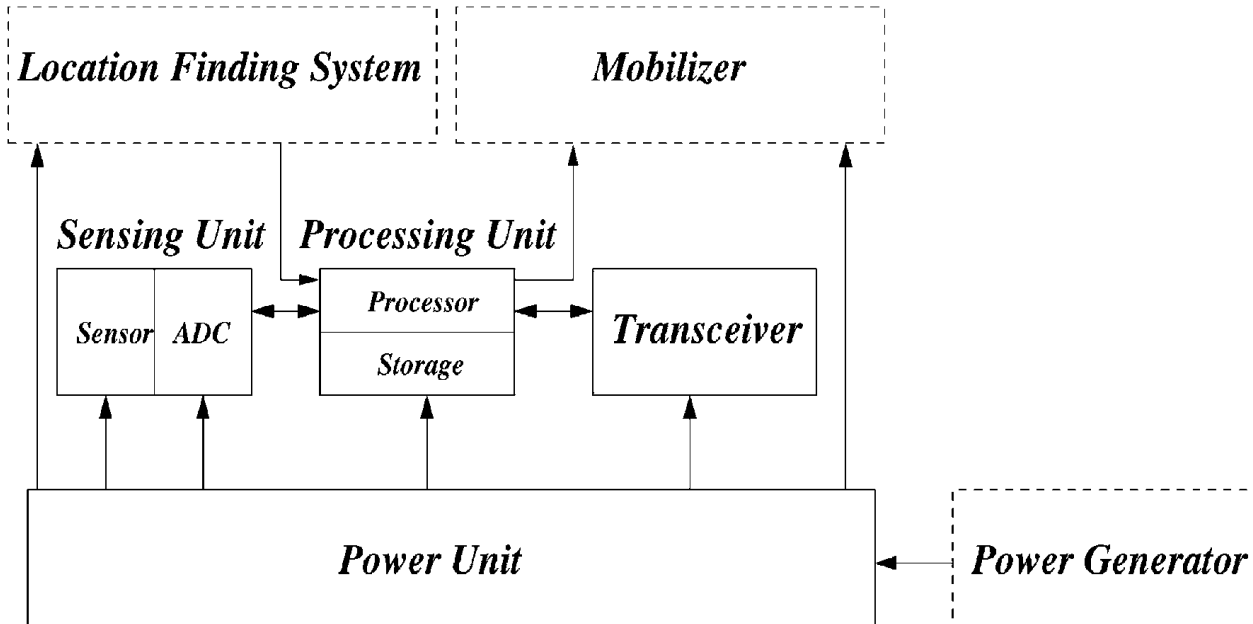 Location Finding System
Mobilizer
Sensing Unit
Processing Unit
Sensor
ADC
Processor
Storage
Transceiver
Power Unit
Power Generator